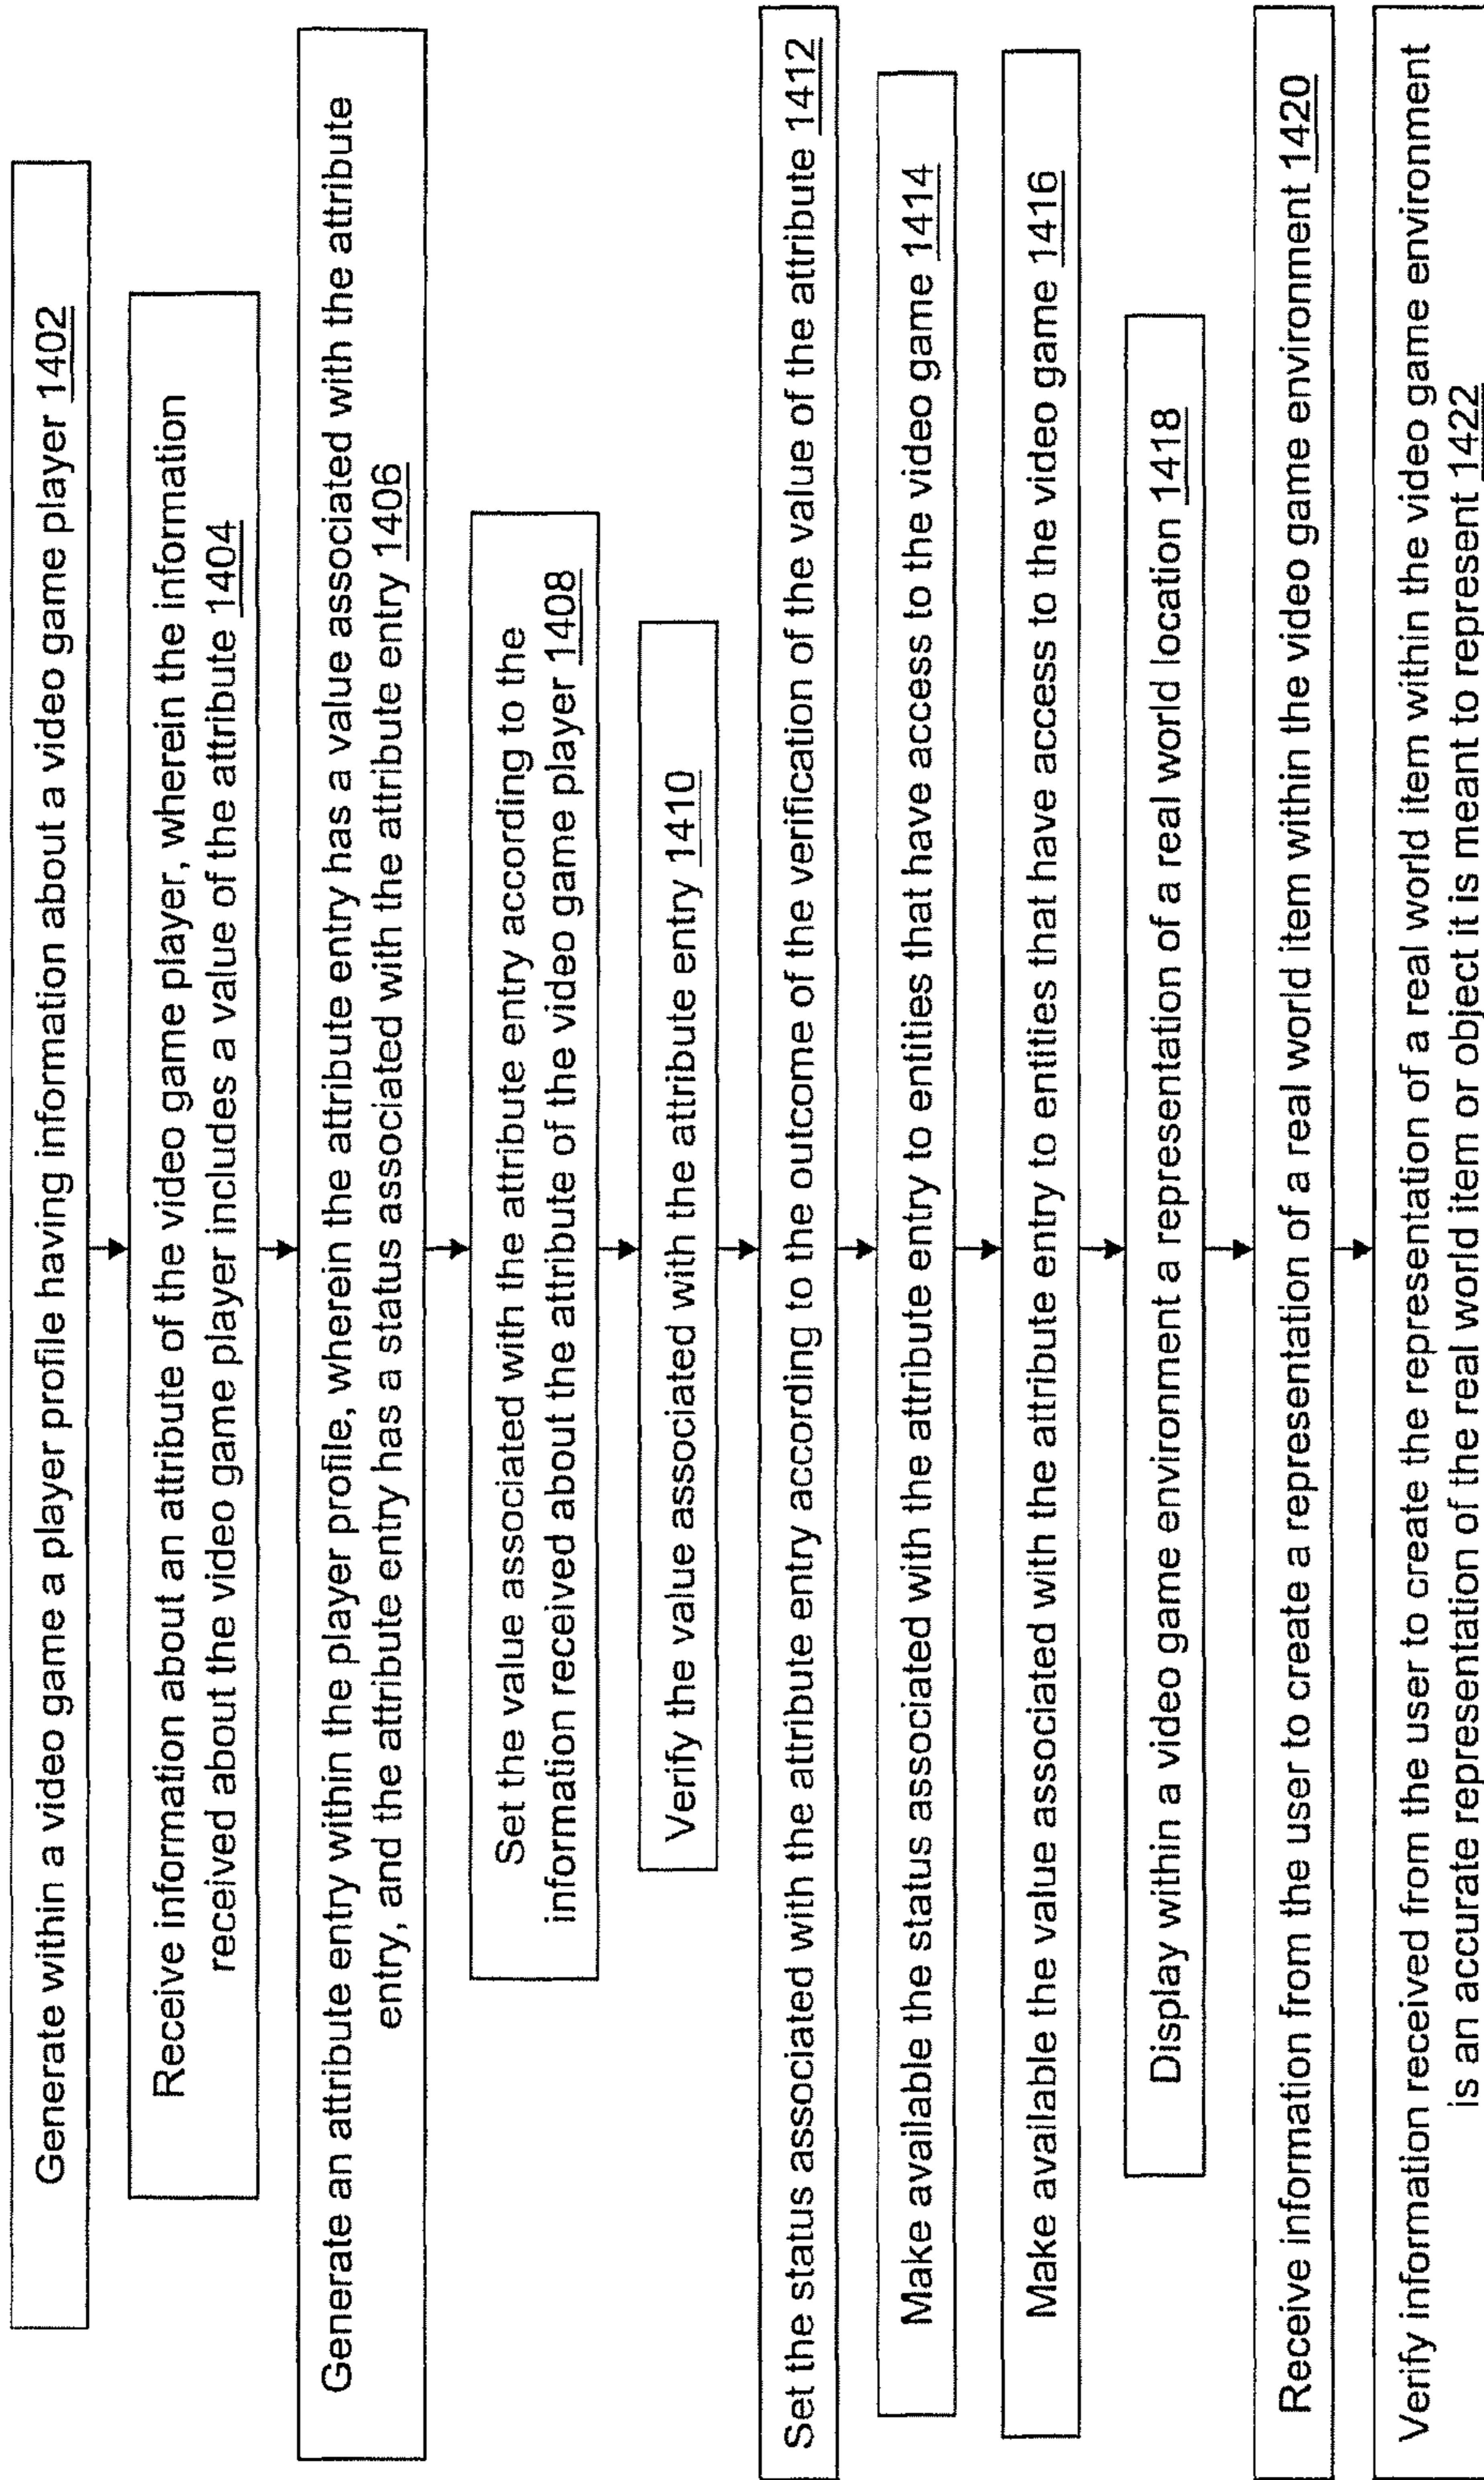 Generate within a video game a player profile having information about a video game player 1402
Receive information about an attribute of the video game player, wherein the information
received about the video game player includes a value of the attribute 1404
Generate an attribute entry within the player profile, wherein the attribute entry has a value associated with the attribute
entry, and the attribute entry has a status associated with the attribute entry 1406
Set the value associated with the attribute entry according to the
information received about the attribute of the video game player 1408
Verify the value associated with the attribute entry 1410
Set the status associated with the attribute entry according to the outcome of the verification of the value of the attribute 1412
Make available the status associated with the attribute entry to entities that have access to the video game 1414
Make available the value associated with the attribute entry to entities that have access to the video game 1416
Display within a video game environment a representation of a real world location 1418
Receive information from the user to create a representation of a real world item within the video game environment 1420
Verify information received from the user to create the representation of a real world item within the video game environment
is an accurate representation of the real world item or object it is meant to represent 1422